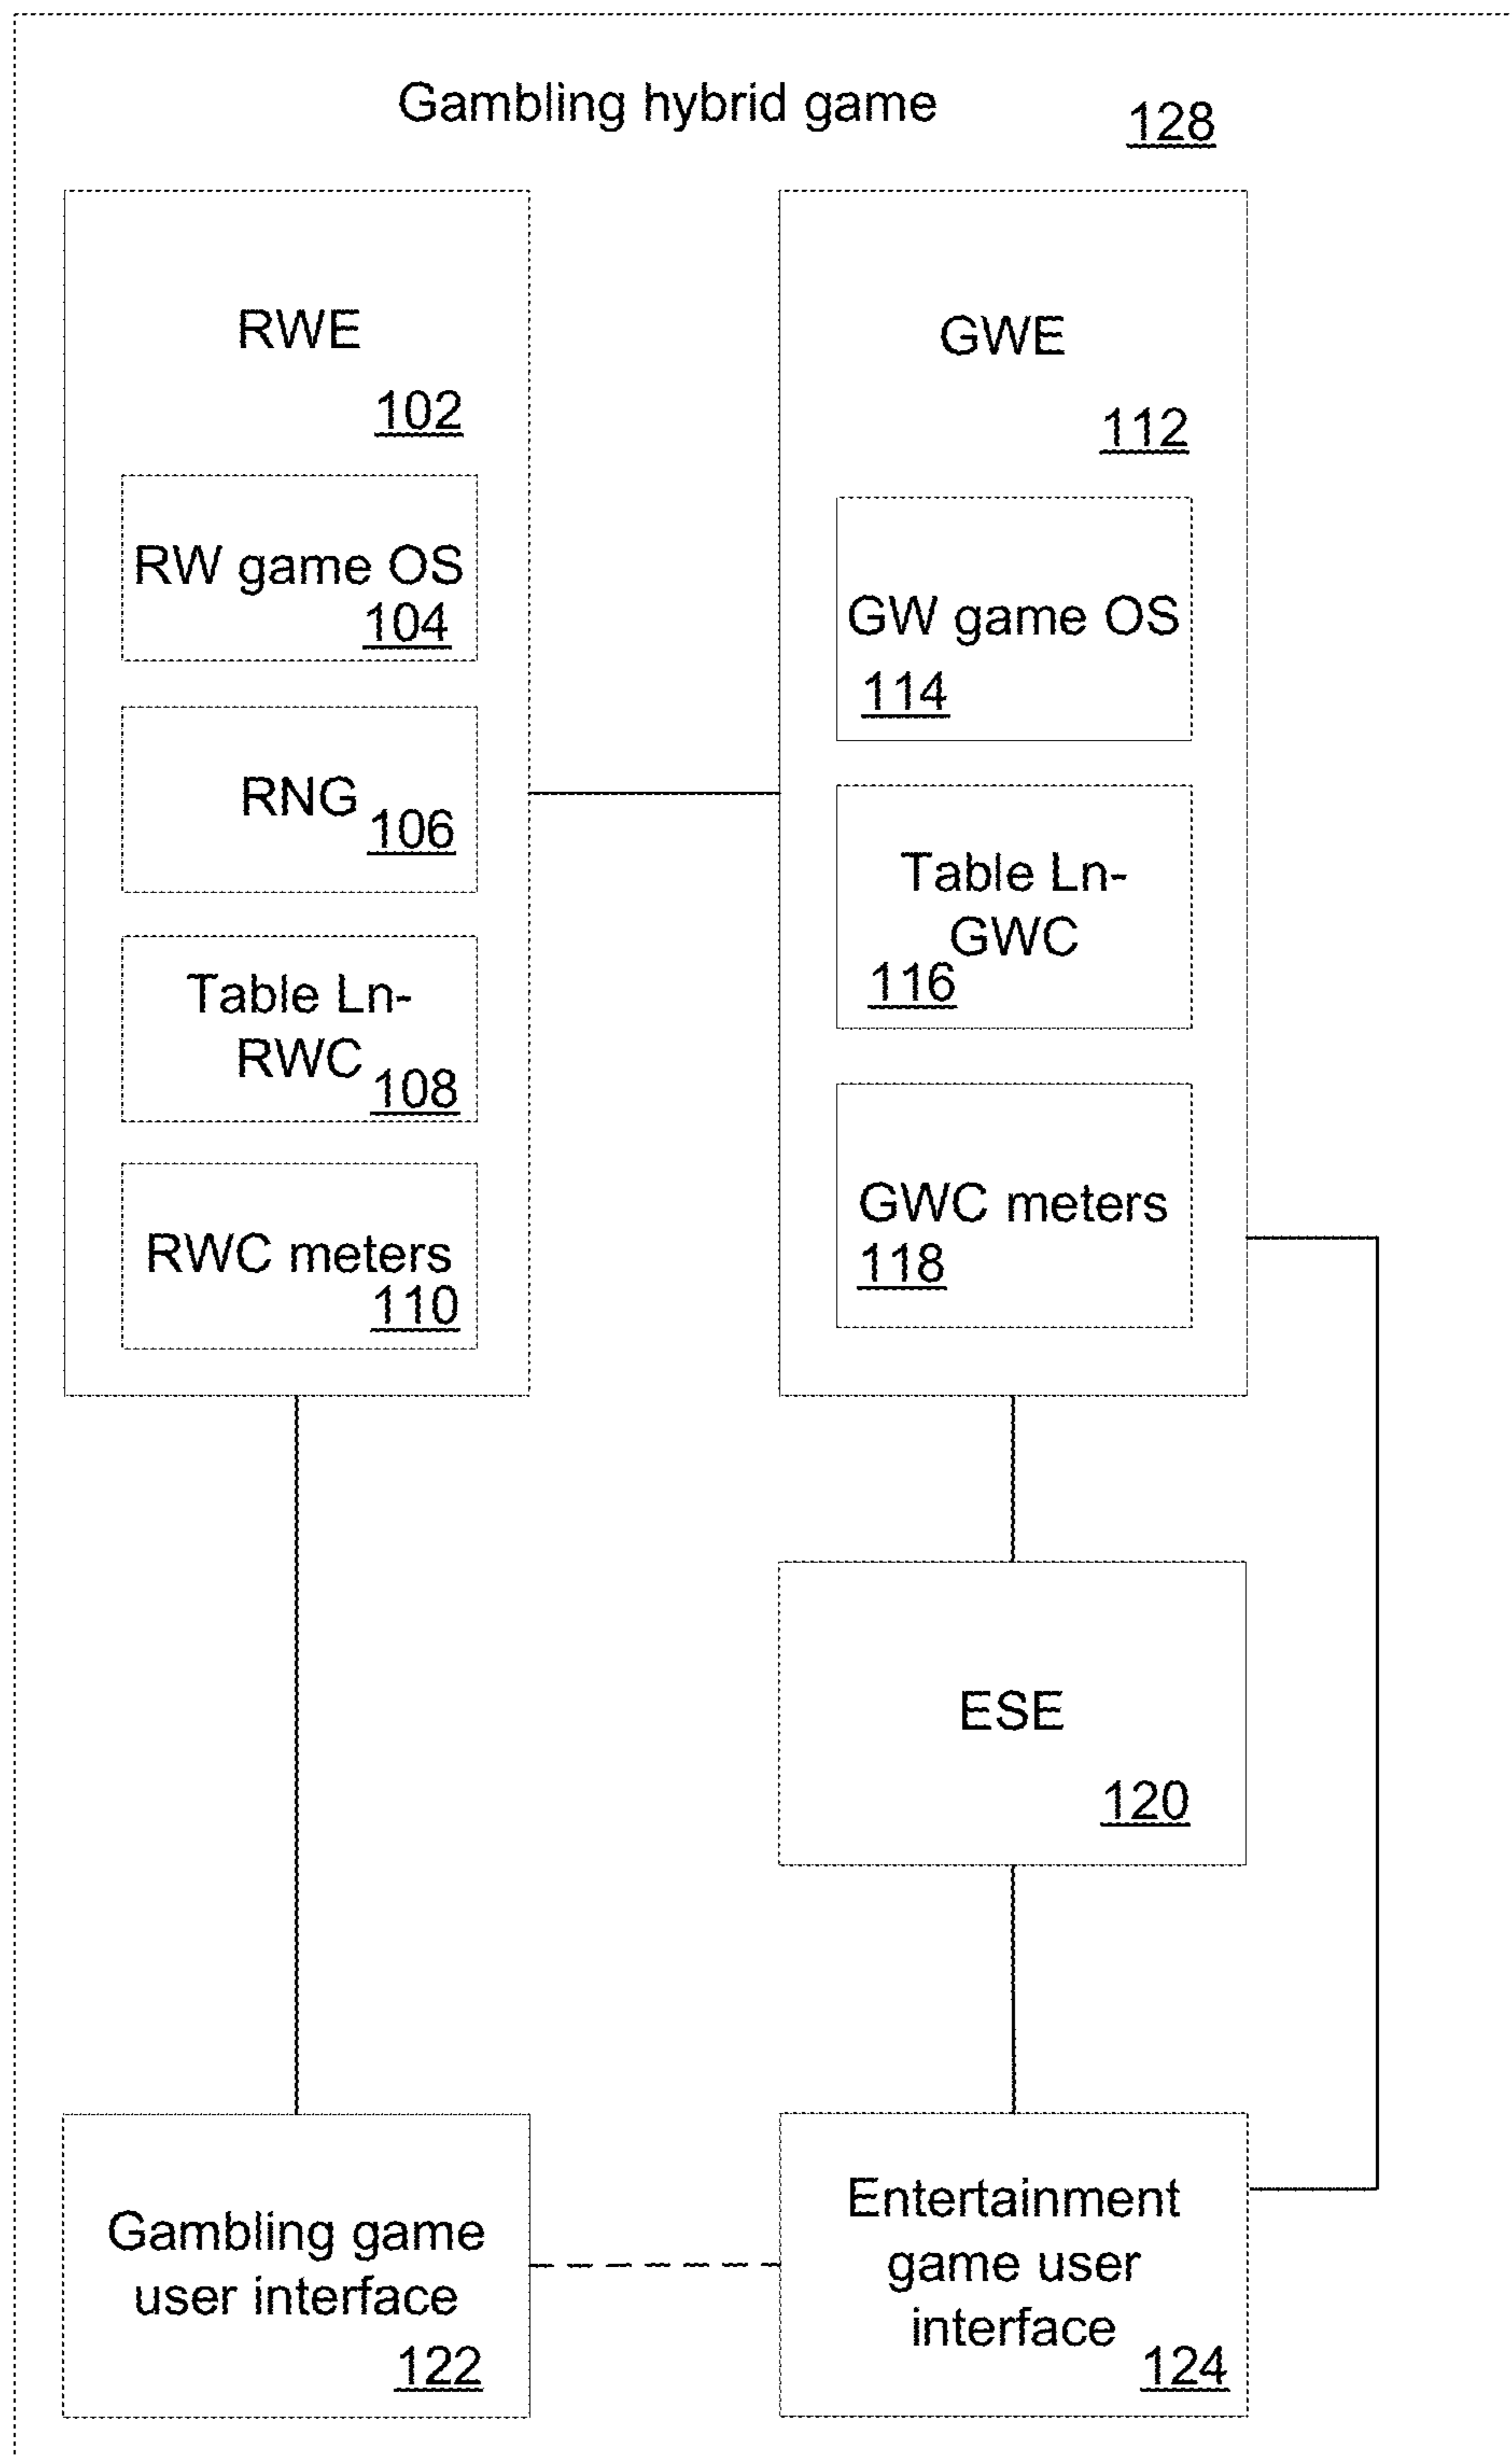 Gambling hybrid game
128
RWE
102
RW game OS
104
RNG
106
Table Ln-
RWC
108
RWC meters
110
GWE
112
GW game OS
114
Table Ln-
GWC
116
GWC meters
118
ESE
120
Gambling game
user interface
122
Entertainment
game user
interface
124